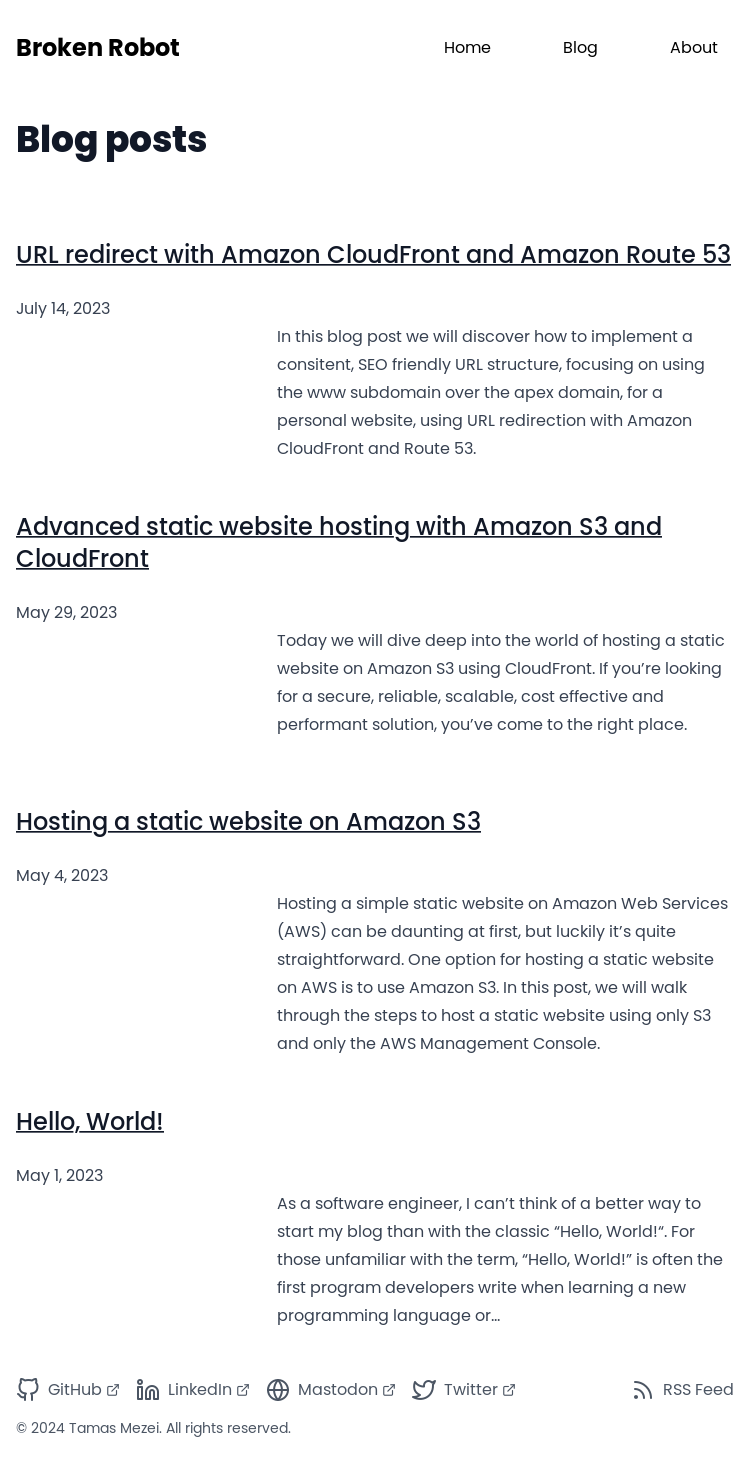 Broken Robot
Home
Blog
About
Blog posts
URL redirect with Amazon CloudFront and Amazon Route 53
July 14, 2023
In this blog post we will discover how to implement a
consitent, SEO friendly URL structure, focusing on using
the www subdomain over the apex domain, for a
personal website, using URL redirection with Amazon
CloudFront and Route 53.
Advanced static website hosting with Amazon S3 and
CloudFront
May 29, 2023
Today we will dive deep into the world of hosting a static
website on Amazon S3 using CloudFront. If you’re looking
for a secure, reliable, scalable, cost effective and
performant solution, you’ve come to the right place.
Hosting a static website on Amazon S3
May 4, 2023
Hosting a simple static website on Amazon Web Services
(AWS) can be daunting at first, but luckily it’s quite
straightforward. One option for hosting a static website
on AWS is to use Amazon S3. In this post, we will walk
through the steps to host a static website using only S3
and only the AWS Management Console.
Hello, World!
May 1, 2023
As a software engineer, I can’t think of a better way to
start my blog than with the classic “Hello, World!“. For
those unfamiliar with the term, “Hello, World!” is often the
first program developers write when learning a new
programming language or…
GitHub
LinkedIn
Mastodon
Twitter
RSS Feed
© 2024 Tamas Mezei. All rights reserved.